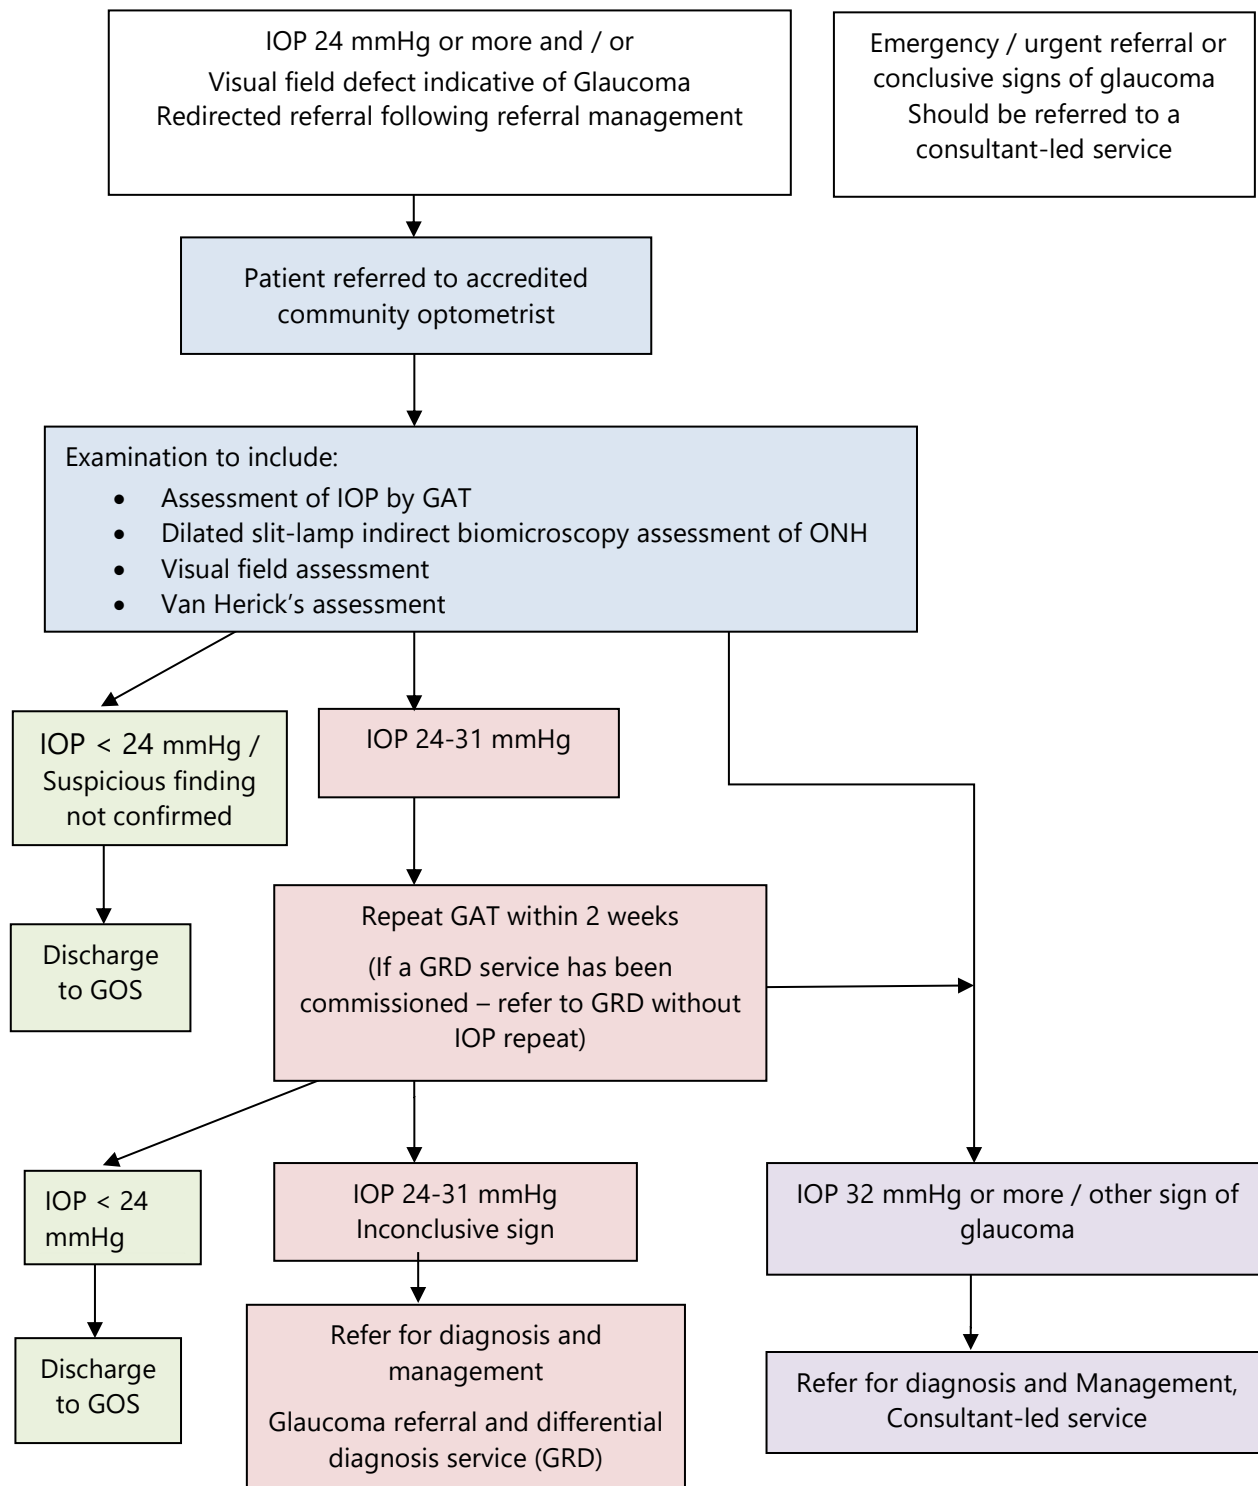 IOP 24 mmHg or more and / or
Visual field defect indicative of Glaucoma
Redirected referral following referral management
Emergency / urgent referral or
conclusive signs of glaucoma
Should be referred to a
consultant-led service
Patient referred to accredited
community optometrist
Examination to include:
• Assessment of IOP by GAT
• Dilated slit-lamp indirect biomicroscopy assessment of ONH
• Visual field assessment
• Van Herick’s assessment
IOP < 24 mmHg /
Suspicious finding
not confirmed
IOP 24-31 mmHg
Discharge
to GOS
Repeat GAT within 2 weeks
(If a GRD service has been
commissioned – refer to GRD without
IOP repeat)
IOP < 24
mmHg
IOP 24-31 mmHg
Inconclusive sign
IOP 32 mmHg or more / other sign of
glaucoma
Discharge
to GOS
Refer for diagnosis and
management
Glaucoma referral and differential
diagnosis service (GRD)
Refer for diagnosis and Management,
Consultant-led service